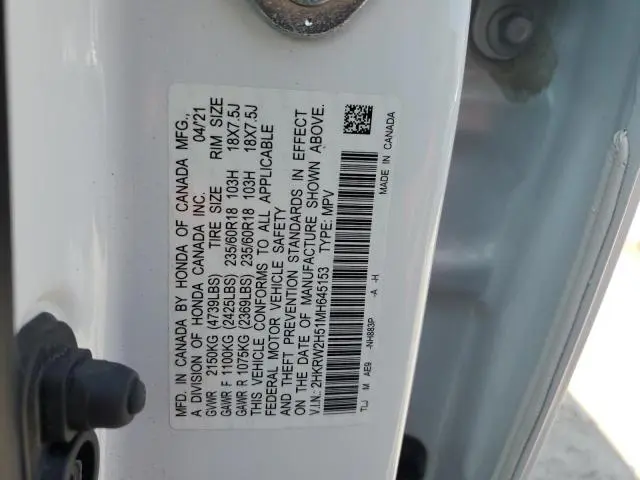 MFD. IN CANADA BY HONDA OF CANADA MFG.,
A DIVISION OF HONDA CANADA INC. 04/21
GVWR 2150KG (4739LBS) TIRE SIZE RIM SIZE
GAWR F 1100KG (2425LBS) 235/60R18 103H 18X7.5J
GAWR R 1075KG (2369LBS) 235/60R18 103H 18X7.5J
THIS VEHICLE CONFORMS TO ALL APPLICABLE
FEDERAL MOTOR VEHICLE SAFETY
AND THEFT PREVENTION STANDARDS IN EFFECT
ON THE DATE OF MANUFACTURE SHOWN ABOVE.
V.I.N.: 2HKRW2H51MH645153 TYPE: MPV
TLJ M AE9 -NH883P -A -H
MADE IN CANADA